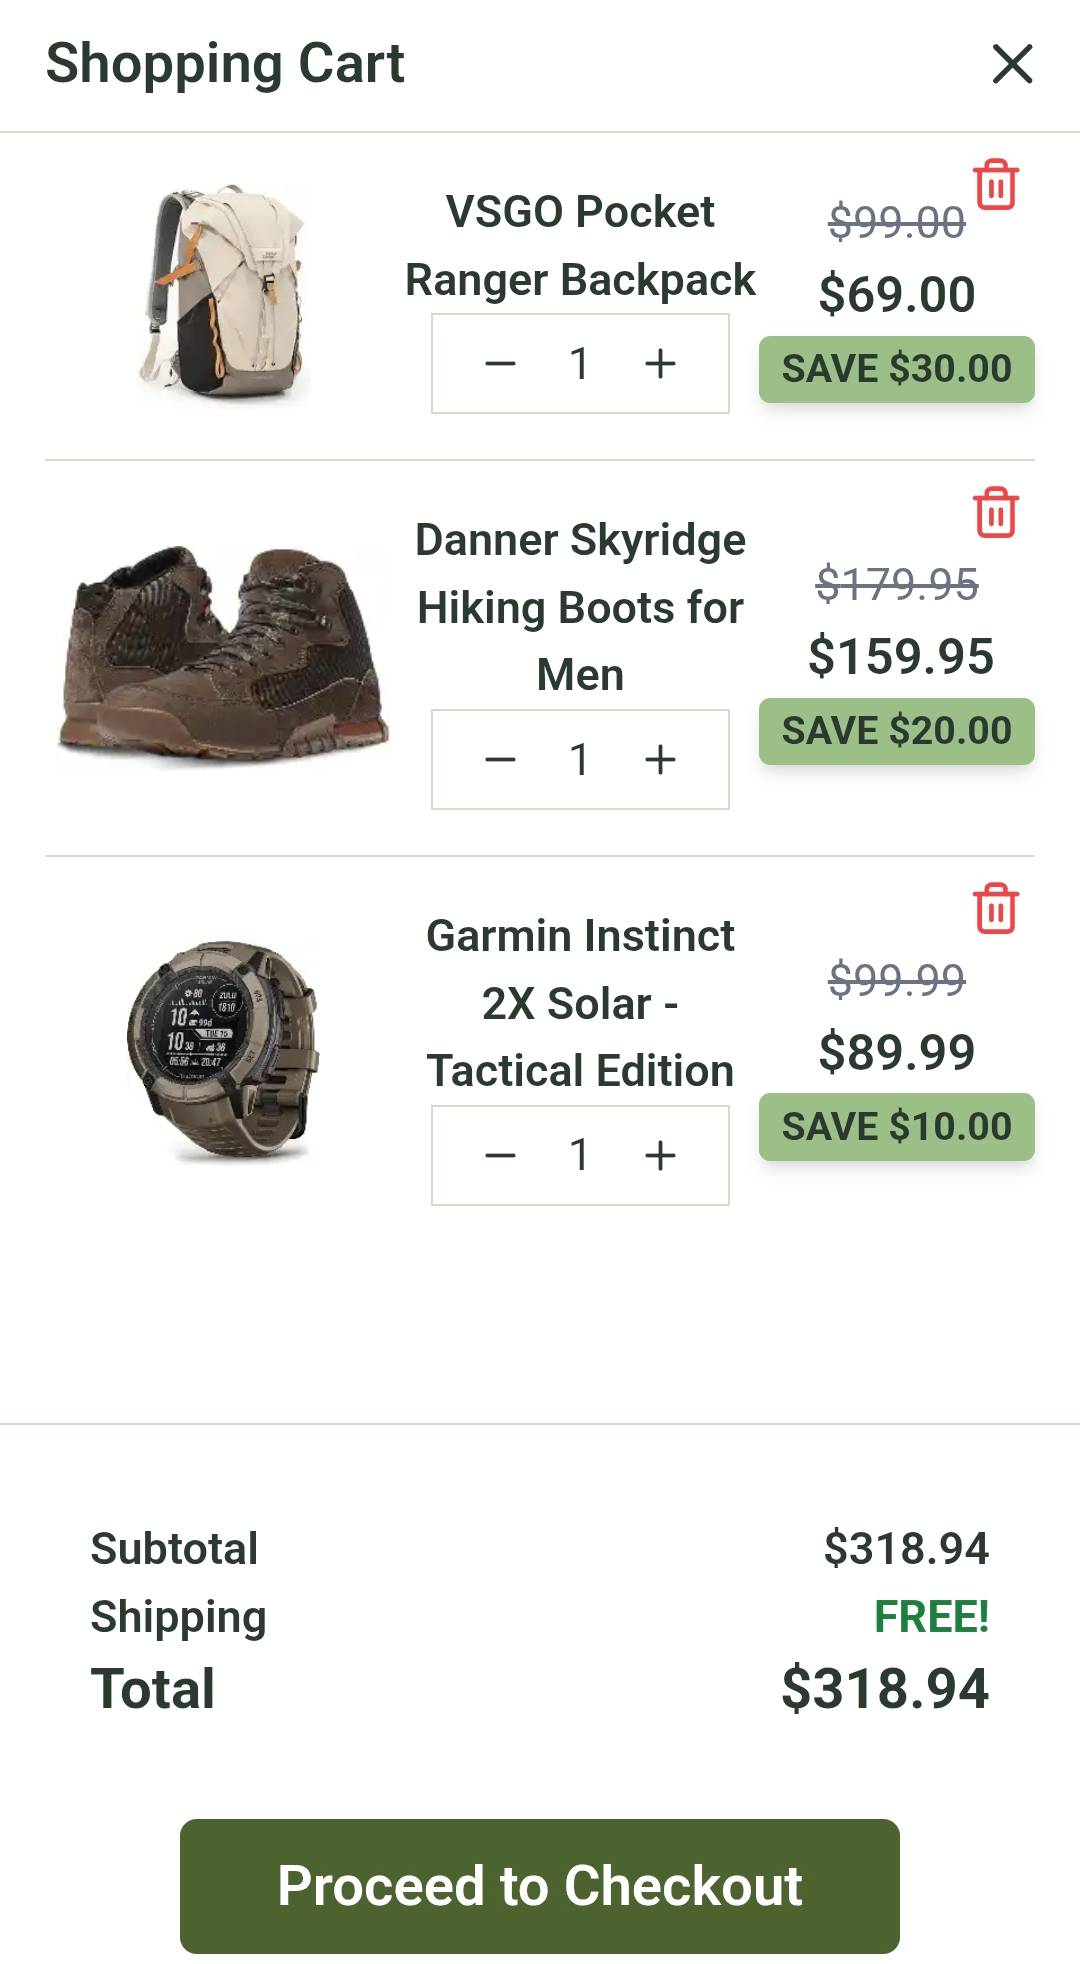 Shopping Cart
VSGO Pocket
Ranger Backpack
1
$99.00
$69.00
SAVE $30.00
Danner Skyridge
Hiking Boots for
Men
1
$179.95
$159.95
SAVE $20.00
Garmin Instinct
2X Solar -
Tactical Edition
1
$99.99
$89.99
SAVE $10.00
Subtotal $318.94
Shipping FREE!
Total $318.94
Proceed to Checkout